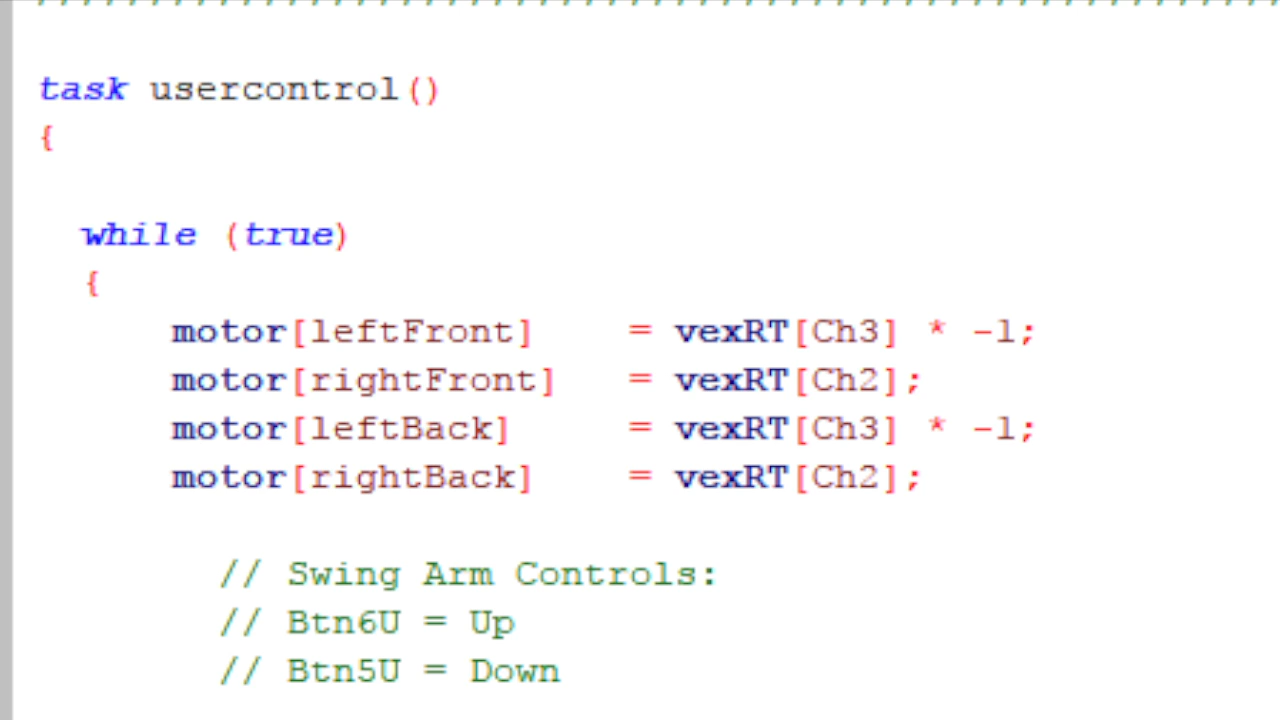 task usercontrol()
{
while (true)
{
motor[leftFront] = vexRT[Ch3] * -1;
motor[rightFront] = vexRT[Ch2];
motor[leftBack] = vexRT[Ch3] * -1;
motor[rightBack] = vexRT[Ch2];
// Swing Arm Controls:
// Btn6U = Up
// Btn5U = Down